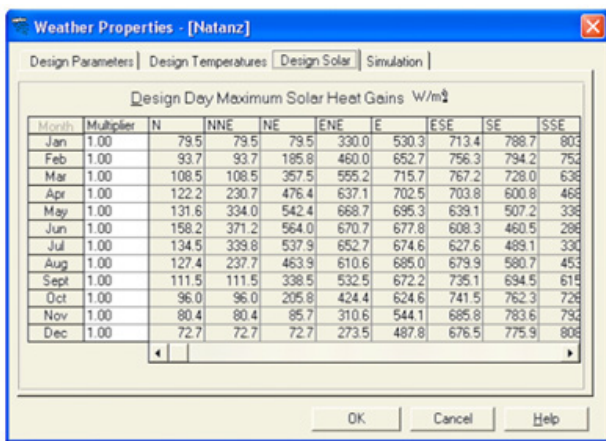 Weather Properties - [Natanz]
Design Parameters Design Temperatures Design Solar Simulation
Design Day Maximum Solar Heat Gains W/m²
Month Multiplier N NNE NE ENE E ESE SE SSE
Jan 1.00 79.5 79.5 79.5 330.0 530.3 713.4 788.7 803
Feb 1.00 93.7 93.7 185.8 460.0 652.7 756.3 794.2 752
Mar 1.00 108.5 108.5 357.5 555.2 715.7 767.2 728.0 638
Apr 1.00 122.2 230.7 476.4 637.1 702.5 703.8 600.8 468
May 1.00 131.6 334.0 542.4 668.7 695.3 639.1 507.2 338
Jun 1.00 158.2 371.2 564.0 670.7 677.8 608.3 460.5 286
Jul 1.00 134.5 339.8 537.9 652.7 674.6 627.6 489.1 330
Aug 1.00 127.4 237.7 463.9 610.6 685.0 679.9 580.7 453
Sept 1.00 111.5 111.5 338.5 532.5 672.2 735.1 694.5 615
Oct 1.00 96.0 96.0 205.8 424.4 624.6 741.5 762.3 726
Nov 1.00 80.4 80.4 85.7 310.6 544.1 685.8 783.6 792
Dec 1.00 72.7 72.7 72.7 273.5 487.8 676.5 775.9 808
OK Cancel Help